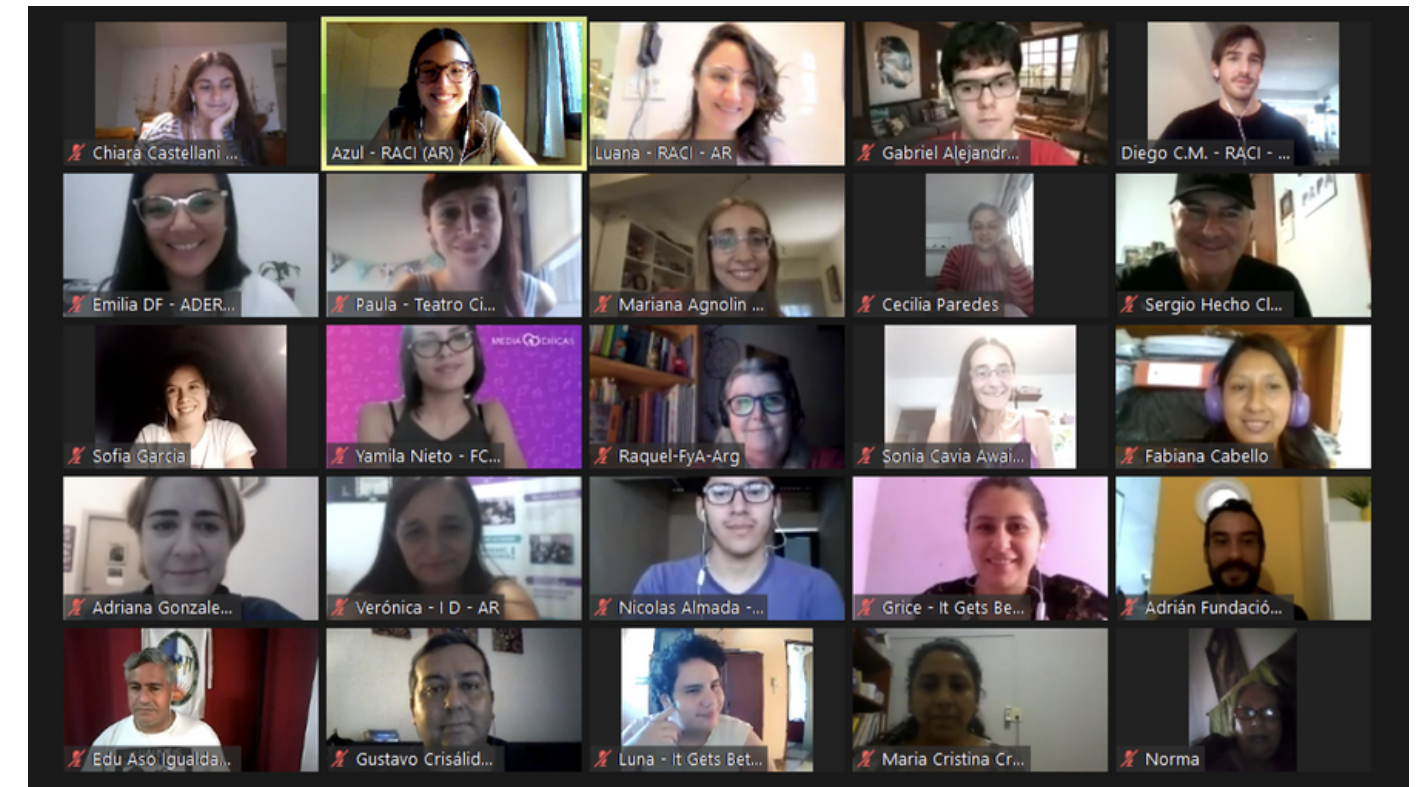 Chiara Castellani ...
Azul - RACI (AR)
Luana - RACI - AR
Gabriel Alejandr...
Diego C.M. - RACI - ...
PAPA
Emilia DF - ADER...
Paula - Teatro Ci...
Mariana Agnolin ...
Cecilia Paredes
Sergio Hecho Cl...
MEDIA CHICAS
Sofia Garcia
Yamila Nieto - FC...
Raquel-FyA-Arg
Sonia Cavia Awai...
Fabiana Cabello
Adriana Gonzale...
Verónica - I D - AR
Nicolas Almada -...
Grice - It Gets Be...
Adrián Fundació...
Edu Aso Iguälda...
Gustavo Crisálid...
Luna - It Gets Bet...
Maria Cristina Cr...
Norma